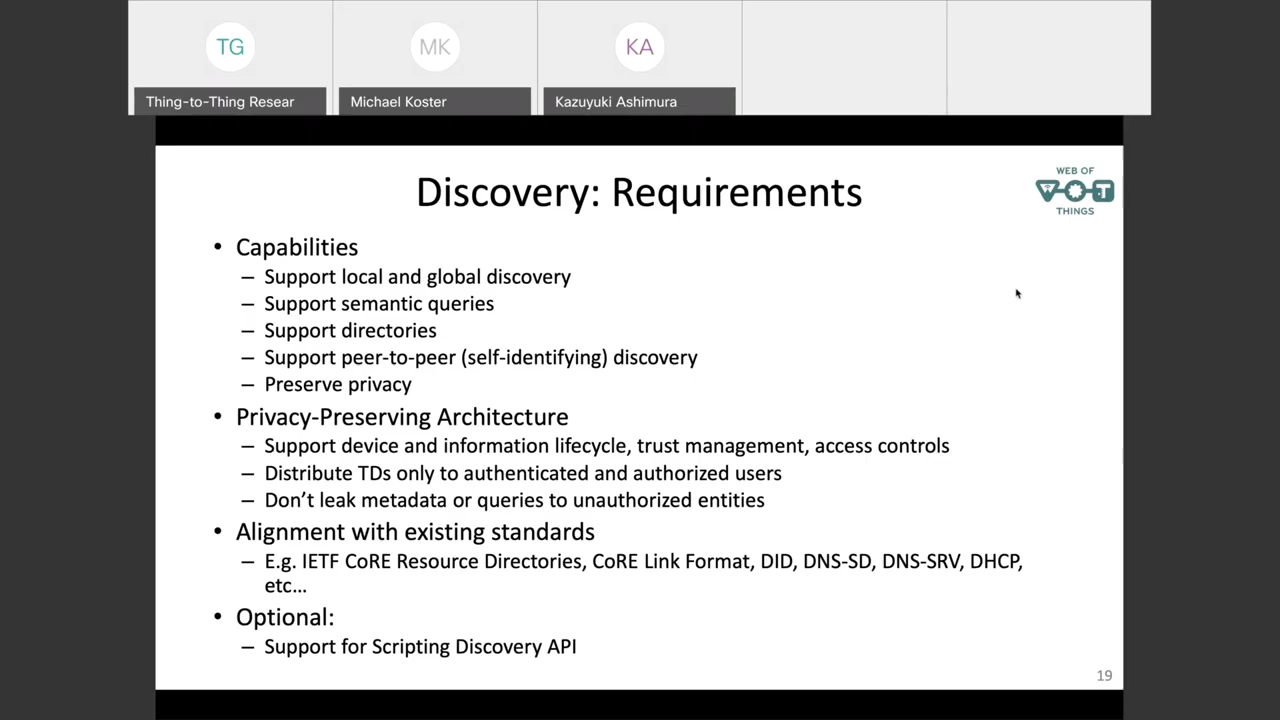 TG
MK
KA
Thing-to-Thing Resear
Michael Koster
Kazuyuki Ashimura
Discovery: Requirements
WEB OF
WOT
THINGS
• Capabilities
– Support local and global discovery
– Support semantic queries
– Support directories
– Support peer-to-peer (self-identifying) discovery
– Preserve privacy
• Privacy-Preserving Architecture
– Support device and information lifecycle, trust management, access controls
– Distribute TDs only to authenticated and authorized users
– Don’t leak metadata or queries to unauthorized entities
• Alignment with existing standards
– E.g. IETF CoRE Resource Directories, CoRE Link Format, DID, DNS-SD, DNS-SRV, DHCP,
etc…
• Optional:
– Support for Scripting Discovery API
19